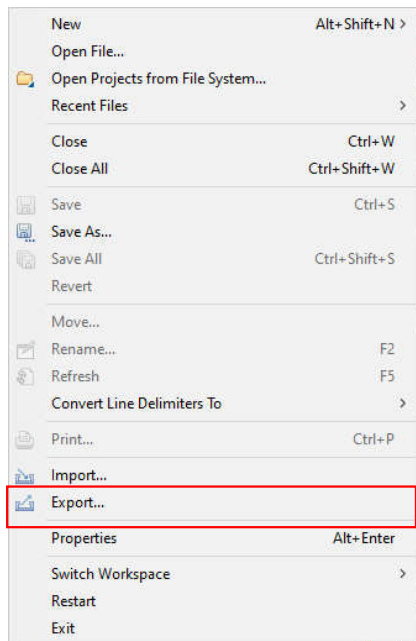 New Alt+Shift+N >
Open File...
Open Projects from File System...
Recent Files >
Close Ctrl+W
Close All Ctrl+Shift+W
Save Ctrl+S
Save As...
Save All Ctrl+Shift+S
Revert
Move...
Rename... F2
Refresh F5
Convert Line Delimiters To >
Print... Ctrl+P
Import...
Export...
Properties Alt+Enter
Switch Workspace >
Restart
Exit